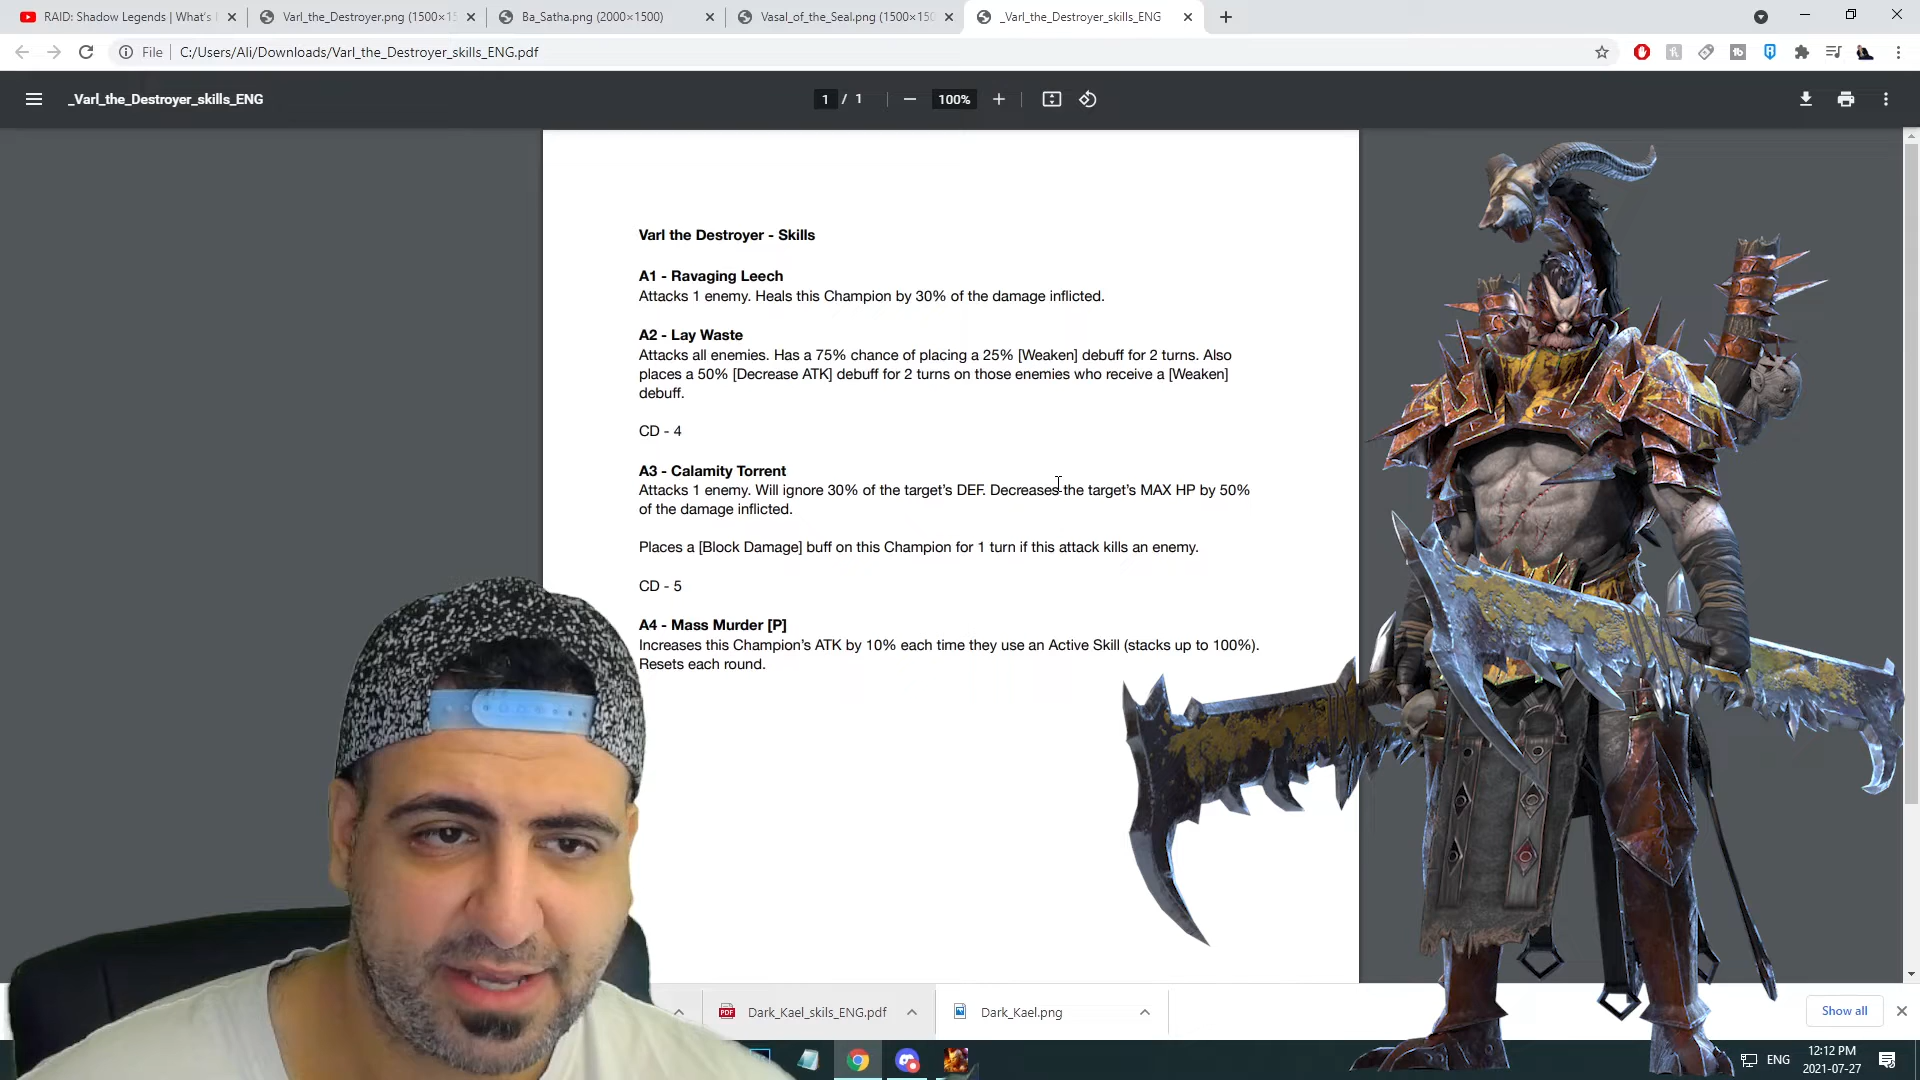 RAID: Shadow Legends | What's
Varl_the_Destroyer.png (1500×15
Ba_Satha.png (2000×1500)
Vasal_of_the_Seal.png (1500×150
_Varl_the_Destroyer_skills_ENG
File
C:/Users/Ali/Downloads/Varl_the_Destroyer_skills_ENG.pdf
_Varl_the_Destroyer_skills_ENG
1 / 1
100%
Varl the Destroyer - Skills
A1 - Ravaging Leech
Attacks 1 enemy. Heals this Champion by 30% of the damage inflicted.
A2 - Lay Waste
Attacks all enemies. Has a 75% chance of placing a 25% [Weaken] debuff for 2 turns. Also
places a 50% [Decrease ATK] debuff for 2 turns on those enemies who receive a [Weaken]
debuff.
CD - 4
A3 - Calamity Torrent
Attacks 1 enemy. Will ignore 30% of the target's DEF. Decreases the target's MAX HP by 50%
of the damage inflicted.
Places a [Block Damage] buff on this Champion for 1 turn if this attack kills an enemy.
CD - 5
A4 - Mass Murder [P]
Increases this Champion's ATK by 10% each time they use an Active Skill (stacks up to 100%).
Resets each round.
PDF
Dark_Kael_skils_ENG.pdf
Dark_Kael.png
Show all
ENG
12:12 PM
2021-07-27